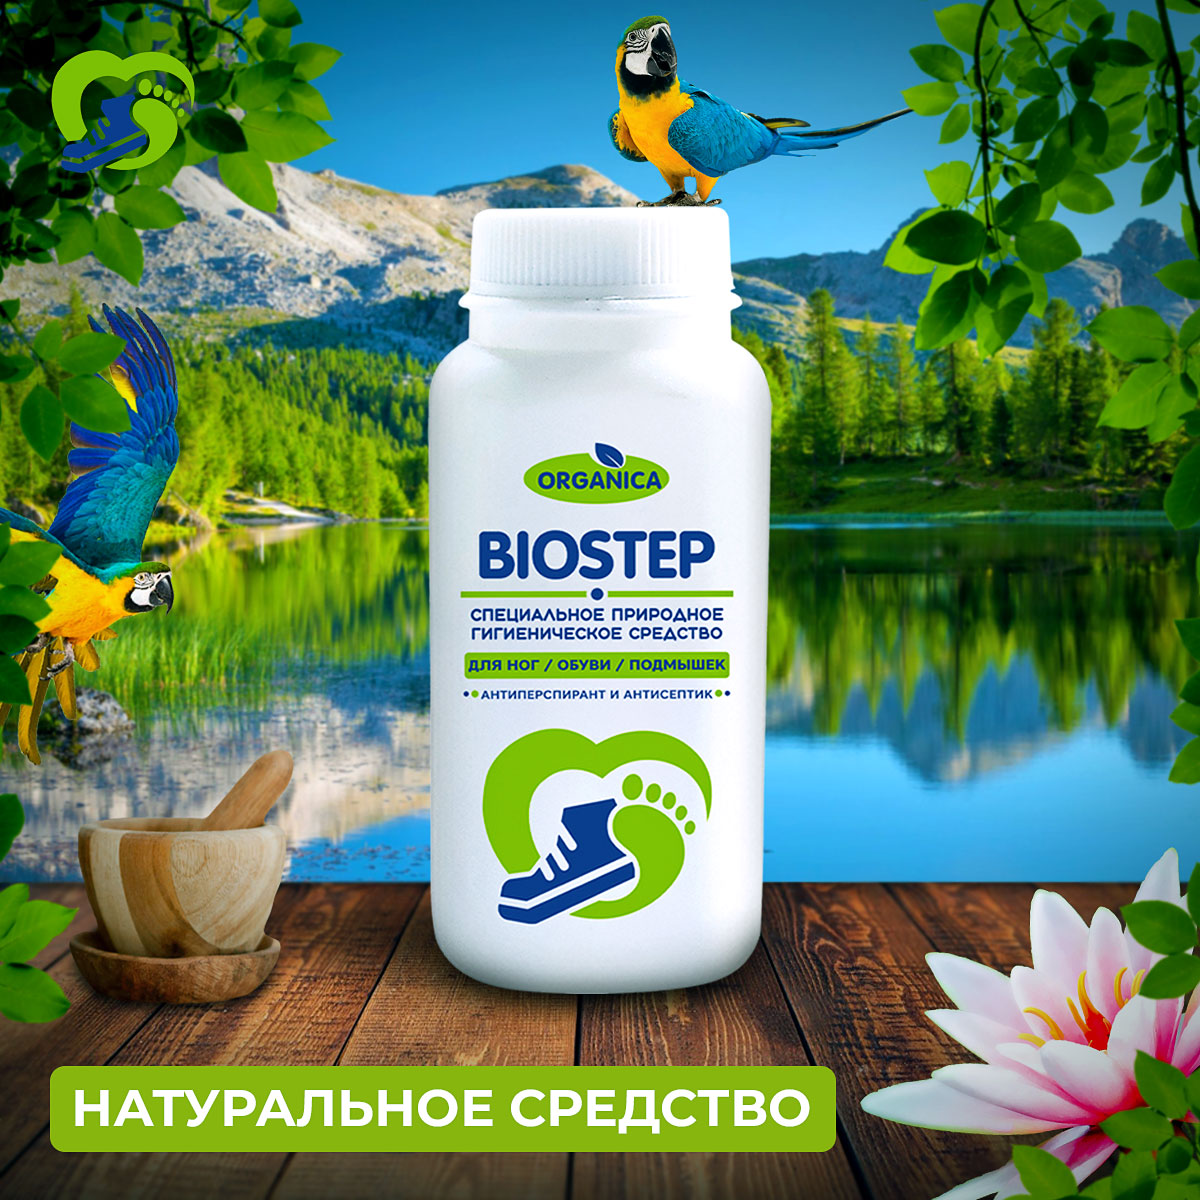 ORGANICA
BIOSTEP
СПЕЦИАЛЬНОЕ ПРИРОДНОЕ
ГИГИЕНИЧЕСКОЕ СРЕДСТВО
ДЛЯ НОГ / ОБУВИ / ПОДМЫШЕК
АНТИПЕРСПИРАНТ И АНТИСЕПТИК
НАТУРАЛЬНОЕ СРЕДСТВО